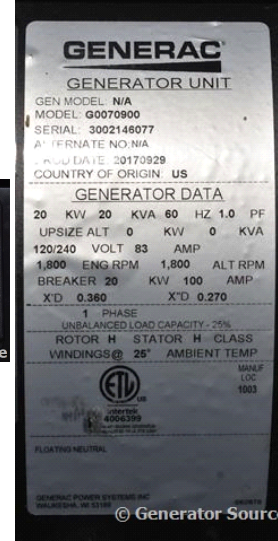 GENERAC
GENERATOR UNIT
GEN MODEL: N/A
MODEL: G0070900
SERIAL: 3002146077
NO: N/A
DATE: 20170929
COUNTRY OF ORIGIN: US
GENERATOR DATA
20 KW 20 KVA 60 HZ 1.0 PF
UPSIZE ALT 0 KW 0 KVA
120/240 VOLT 83 AMP
1,800 ENG RPM 1,800 ALT RPM
BREAKER 20 KW 100 AMP
X'D 0.360 X"D 0.270
1 PHASE
UNBALANCED LOAD CAPACITY - 25%
ROTOR H STATOR H CLASS
WINDINGS@ 25° AMBIENT TEMP
ETL
US
Intertek
4006399
MANUF
LOC
1003
FLOATING NEUTRAL
GENERAC POWER SYSTEMS INC
WAUKESHA, WI 53189
© Generator Source
e